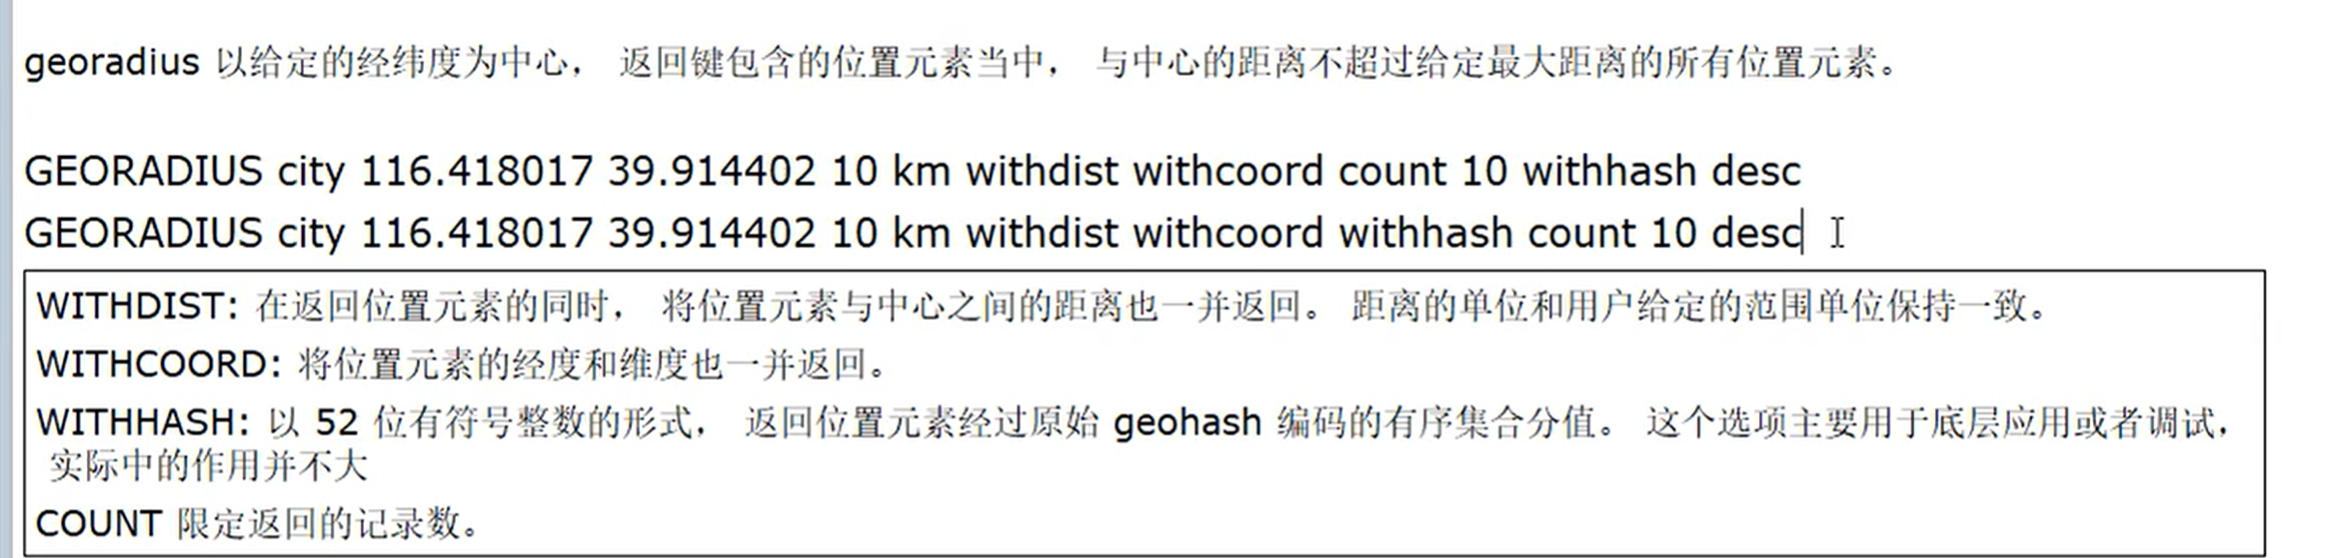 georadius 以给定的经纬度为中心， 返回键包含的位置元素当中， 与中心的距离不超过给定最大距离的所有位置元素。
GEORADIUS city 116.418017 39.914402 10 km withdist withcoord count 10 withhash desc
GEORADIUS city 116.418017 39.914402 10 km withdist withcoord withhash count 10 desc
WITHDIST: 在返回位置元素的同时， 将位置元素与中心之间的距离也一并返回。 距离的单位和用户给定的范围单位保持一致。
WITHCOORD: 将位置元素的经度和维度也一并返回。
WITHHASH: 以 52 位有符号整数的形式， 返回位置元素经过原始 geohash 编码的有序集合分值。 这个选项主要用于底层应用或者调试，
实际中的作用并不大
COUNT 限定返回的记录数。